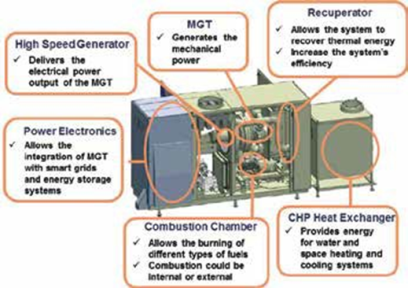 MGT
✓ Generates the
mechanical
power
Recuperator
✓ Allows the system to
recover thermal energy
✓ Increase the system's
efficiency
High Speed Generator
✓ Delivers the
electrical power
output of the MGT
Power Electronics
✓ Allows the
integration of MGT
with smart grids
and energy storage
systems
Combustion Chamber
✓ Allows the burning of
different types of fuels
✓ Combustion could be
internal or external
CHP Heat Exchanger
✓ Provides energy
for water and
space heating and
cooling systems